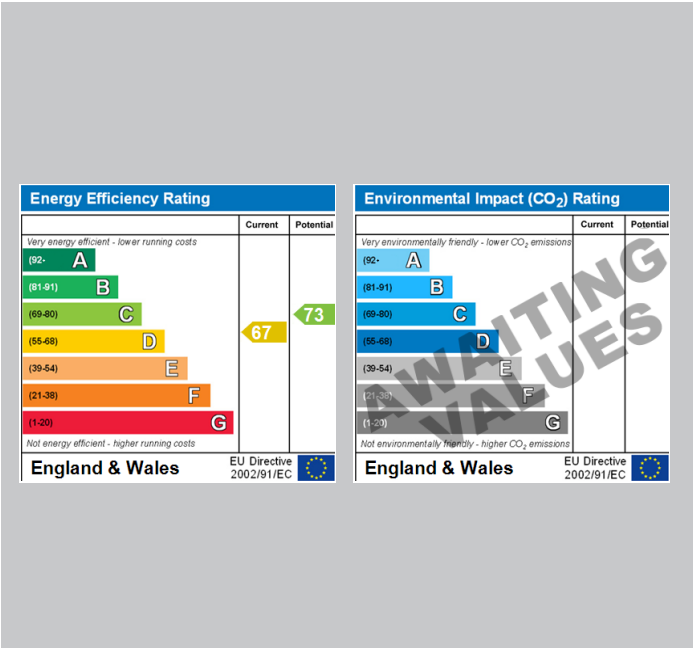 Energy Efficiency Rating
Current Potential
Very energy efficient - lower running costs
(92- A
(81-91) B
(69-80) C
(55-68) D
(39-54) E
(21-38) F
(1-20) G
67
73
Not energy efficient - higher running costs
England & Wales
EU Directive
2002/91/EC
Environmental Impact (CO2) Rating
Current Potential
Very environmentally friendly - lower CO2 emissions
(92- A
(81-91) B
(69-80) C
(55-68) D
(39-54) E
(21-38) F
(1-20) G
AWAITING
VALUES
Not environmentally friendly - higher CO2 emissions
England & Wales
EU Directive
2002/91/EC